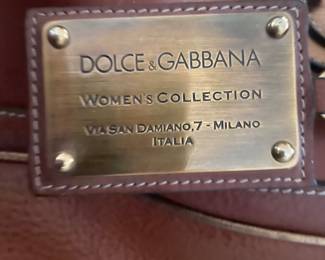 DOLCE & GABBANA
WOMEN'S COLLECTION
VIA SAN DAMIANO,7 - MILANO
ITALIA